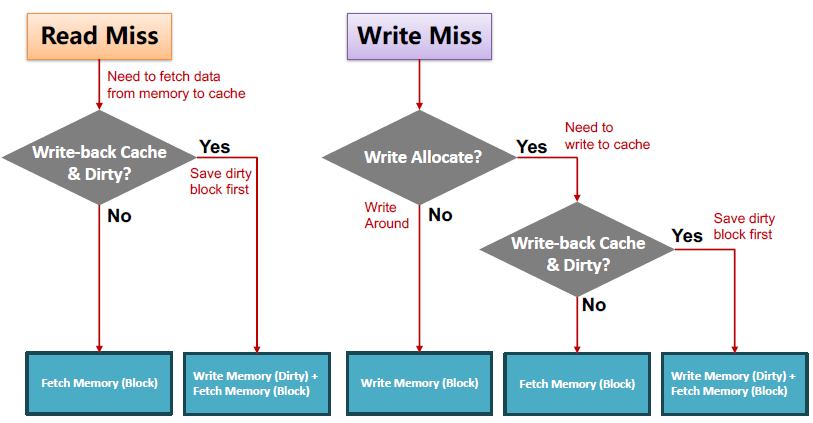 Read Miss
Need to fetch data
from memory to cache
Write-back Cache
& Dirty?
Yes
Save dirty
block first
No
Fetch Memory (Block)
Write Memory (Dirty) +
Fetch Memory (Block)
Write Miss
Write Allocate?
Yes
Need to
write to cache
Write
Around
No
Write-back Cache
& Dirty?
Yes
Save dirty
block first
No
Write Memory (Block)
Fetch Memory (Block)
Write Memory (Dirty) +
Fetch Memory (Block)